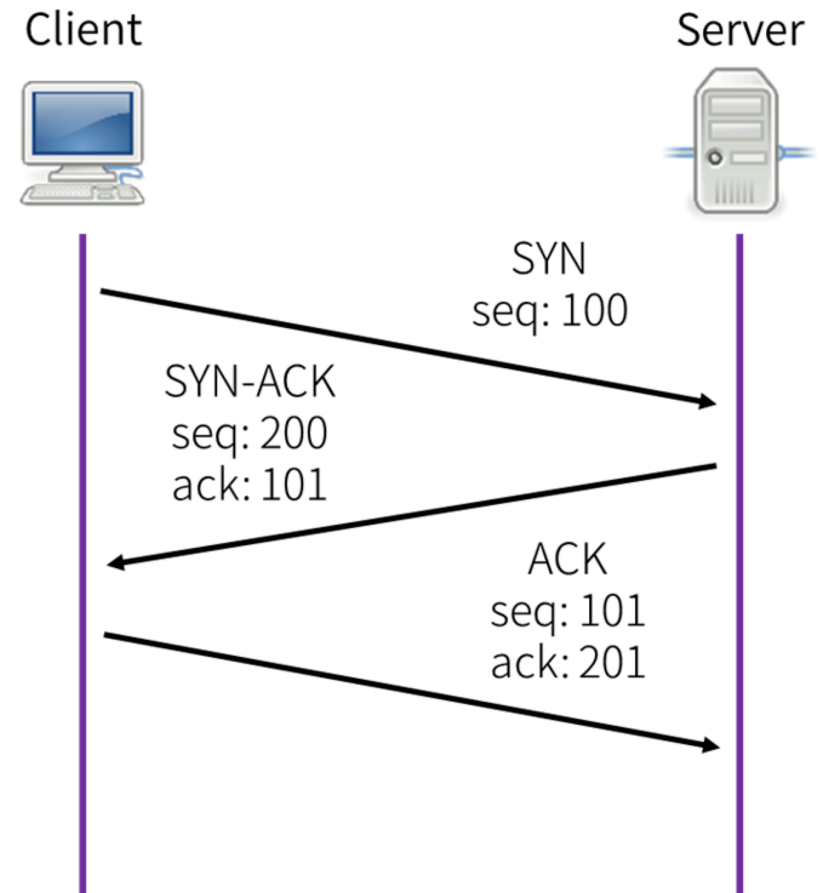 Client
Server
SYN
seq: 100
SYN-ACK
seq: 200
ack: 101
ACK
seq: 101
ack: 201